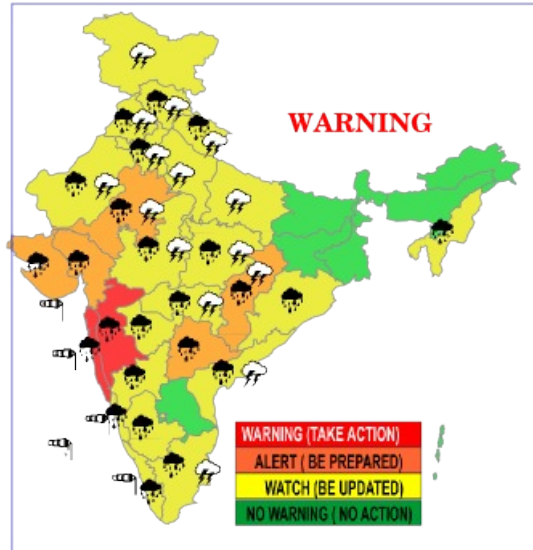 WARNING
WARNING (TAKE ACTION)
ALERT ( BE PREPARED)
WATCH (BE UPDATED)
NO WARNING ( NO ACTION)